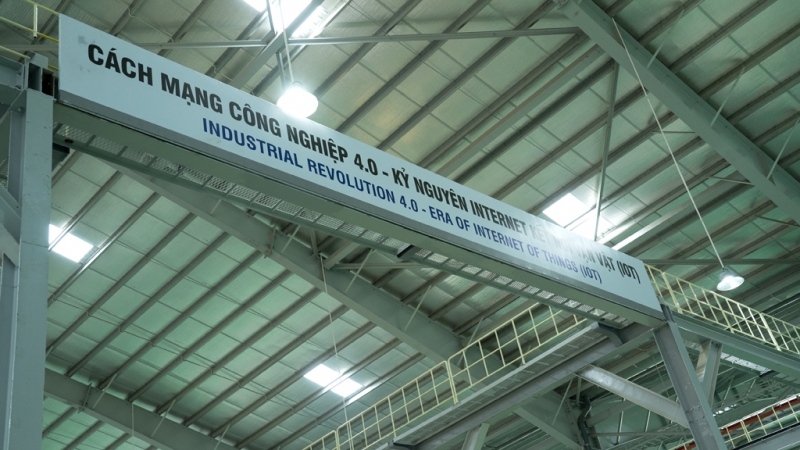 CÁCH MẠNG CÔNG NGHIỆP 4.0 - KỶ NGUYÊN INTERNET VẬT (IOT)
INDUSTRIAL REVOLUTION 4.0 - ERA OF INTERNET OF THINGS (IOT)